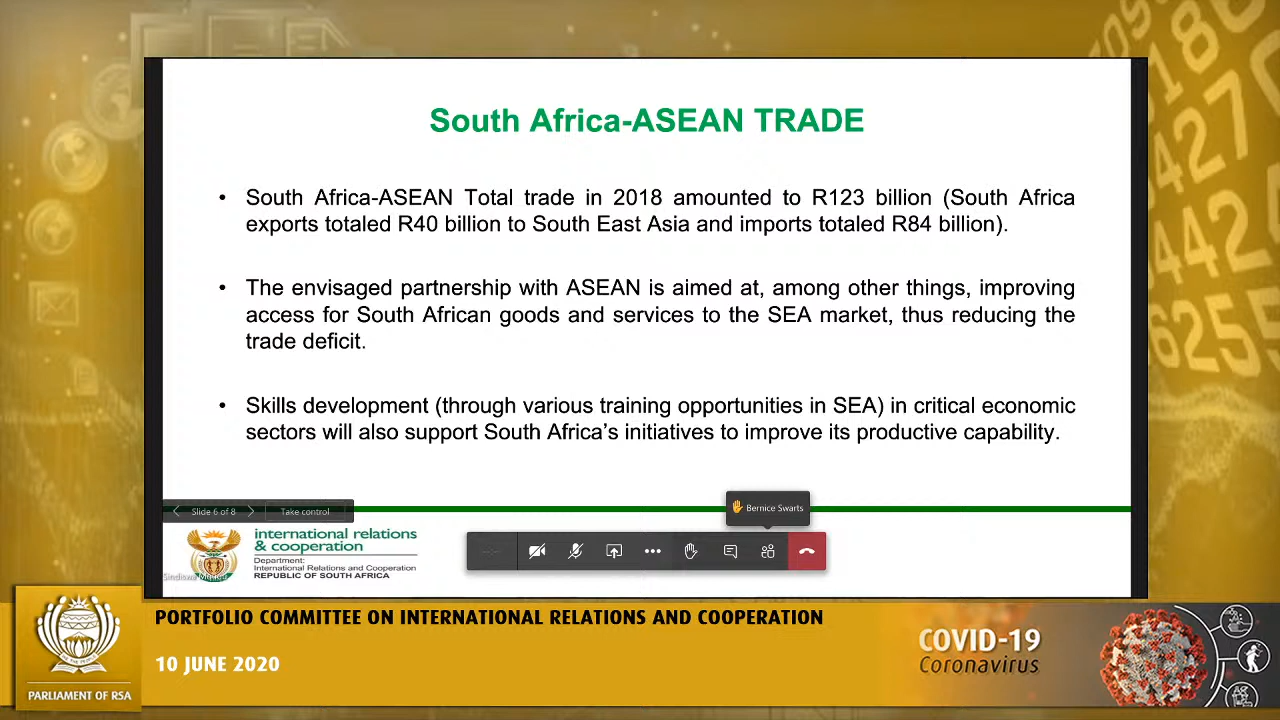 South Africa-ASEAN TRADE
• South Africa-ASEAN Total trade in 2018 amounted to R123 billion (South Africa
exports totaled R40 billion to South East Asia and imports totaled R84 billion).
• The envisaged partnership with ASEAN is aimed at, among other things, improving
access for South African goods and services to the SEA market, thus reducing the
trade deficit.
• Skills development (through various training opportunities in SEA) in critical economic
sectors will also support South Africa's initiatives to improve its productive capability.
Slide 6 of 8
Take control
Bernice Swarts
international relations
& cooperation
Department:
International Relations and Cooperation
REPUBLIC OF SOUTH AFRICA
PORTFOLIO COMMITTEE ON INTERNATIONAL RELATIONS AND COOPERATION
10 JUNE 2020
PARLIAMENT OF RSA
COVID-19
Coronavirus